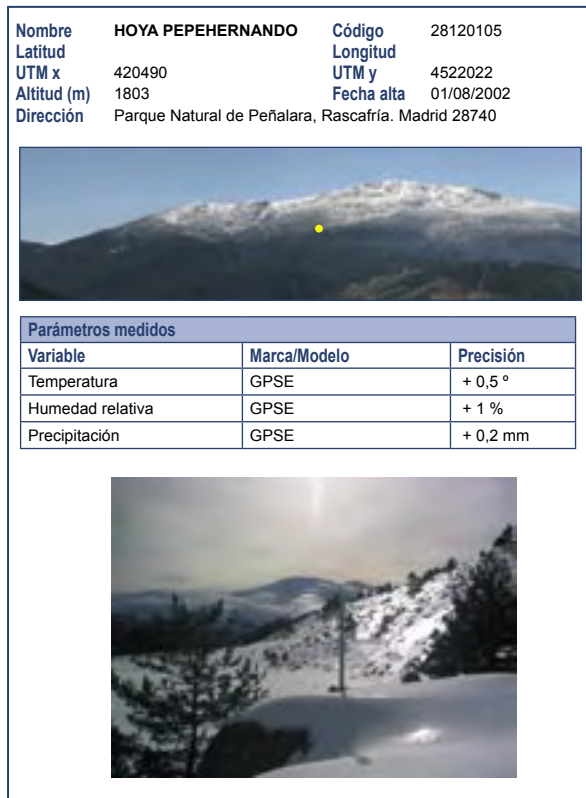 Nombre HOYA PEPEHERNANDO Código 28120105
Latitud Longitud
UTM x 420490 UTM y 4522022
Altitud (m) 1803 Fecha alta 01/08/2002
Dirección Parque Natural de Peñalara, Rascafría. Madrid 28740
Parámetros medidos
Variable Marca/Modelo Precisión
Temperatura GPSE + 0,5 º
Humedad relativa GPSE + 1 %
Precipitación GPSE + 0,2 mm